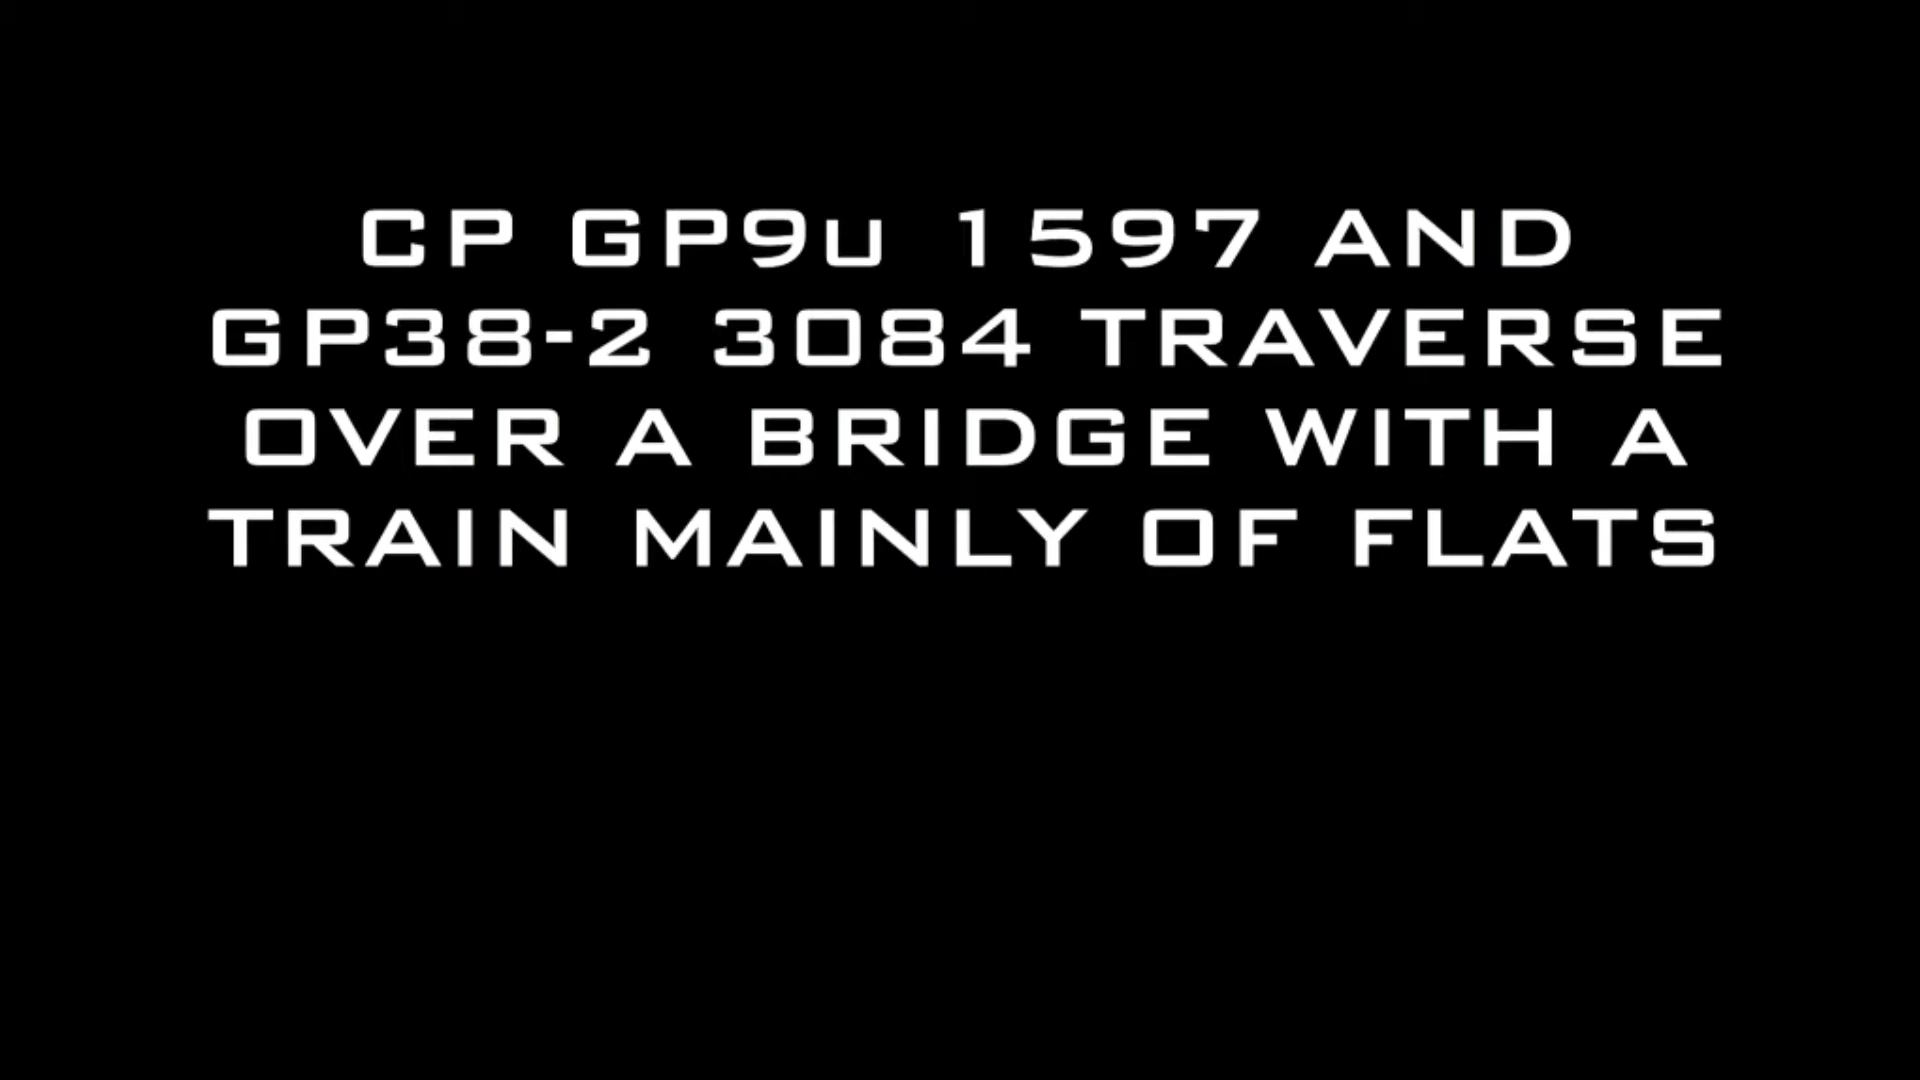 CP GP9u 1597 AND
GP38-2 3084 TRAVERSE
OVER A BRIDGE WITH A
TRAIN MAINLY OF FLATS